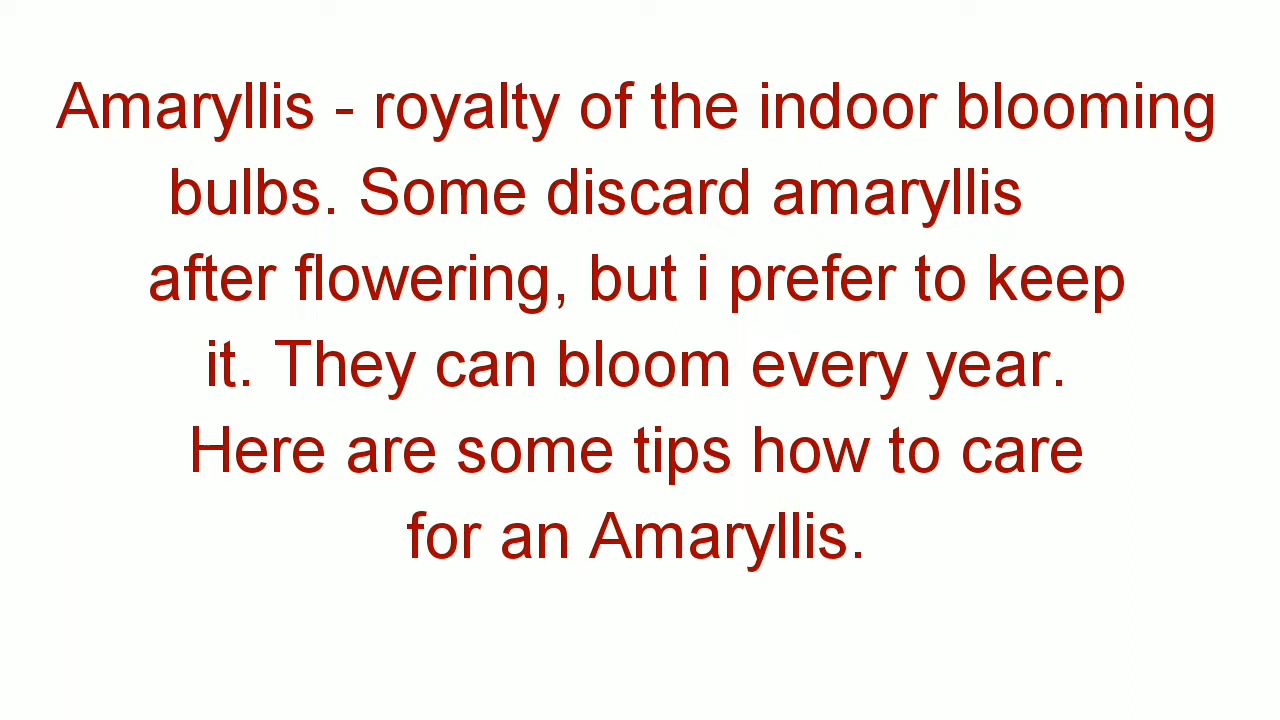 Amaryllis - royalty of the indoor blooming
bulbs. Some discard amaryllis
after flowering, but i prefer to keep
it. They can bloom every year.
Here are some tips how to care
for an Amaryllis.